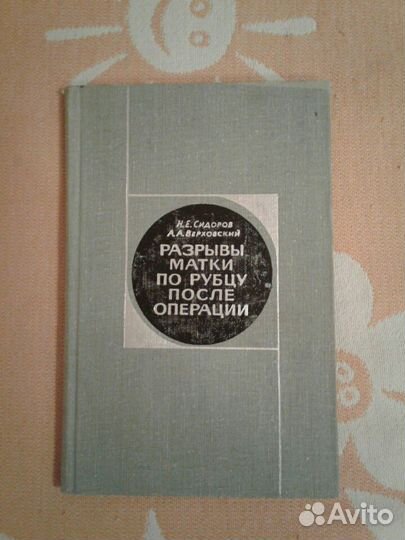 Н.Е.Сидоров
А.А.Верховский
РАЗРЫВЫ
МАТКИ
ПО РУБЦУ
ПОСЛЕ
ОПЕРАЦИИ
Avito